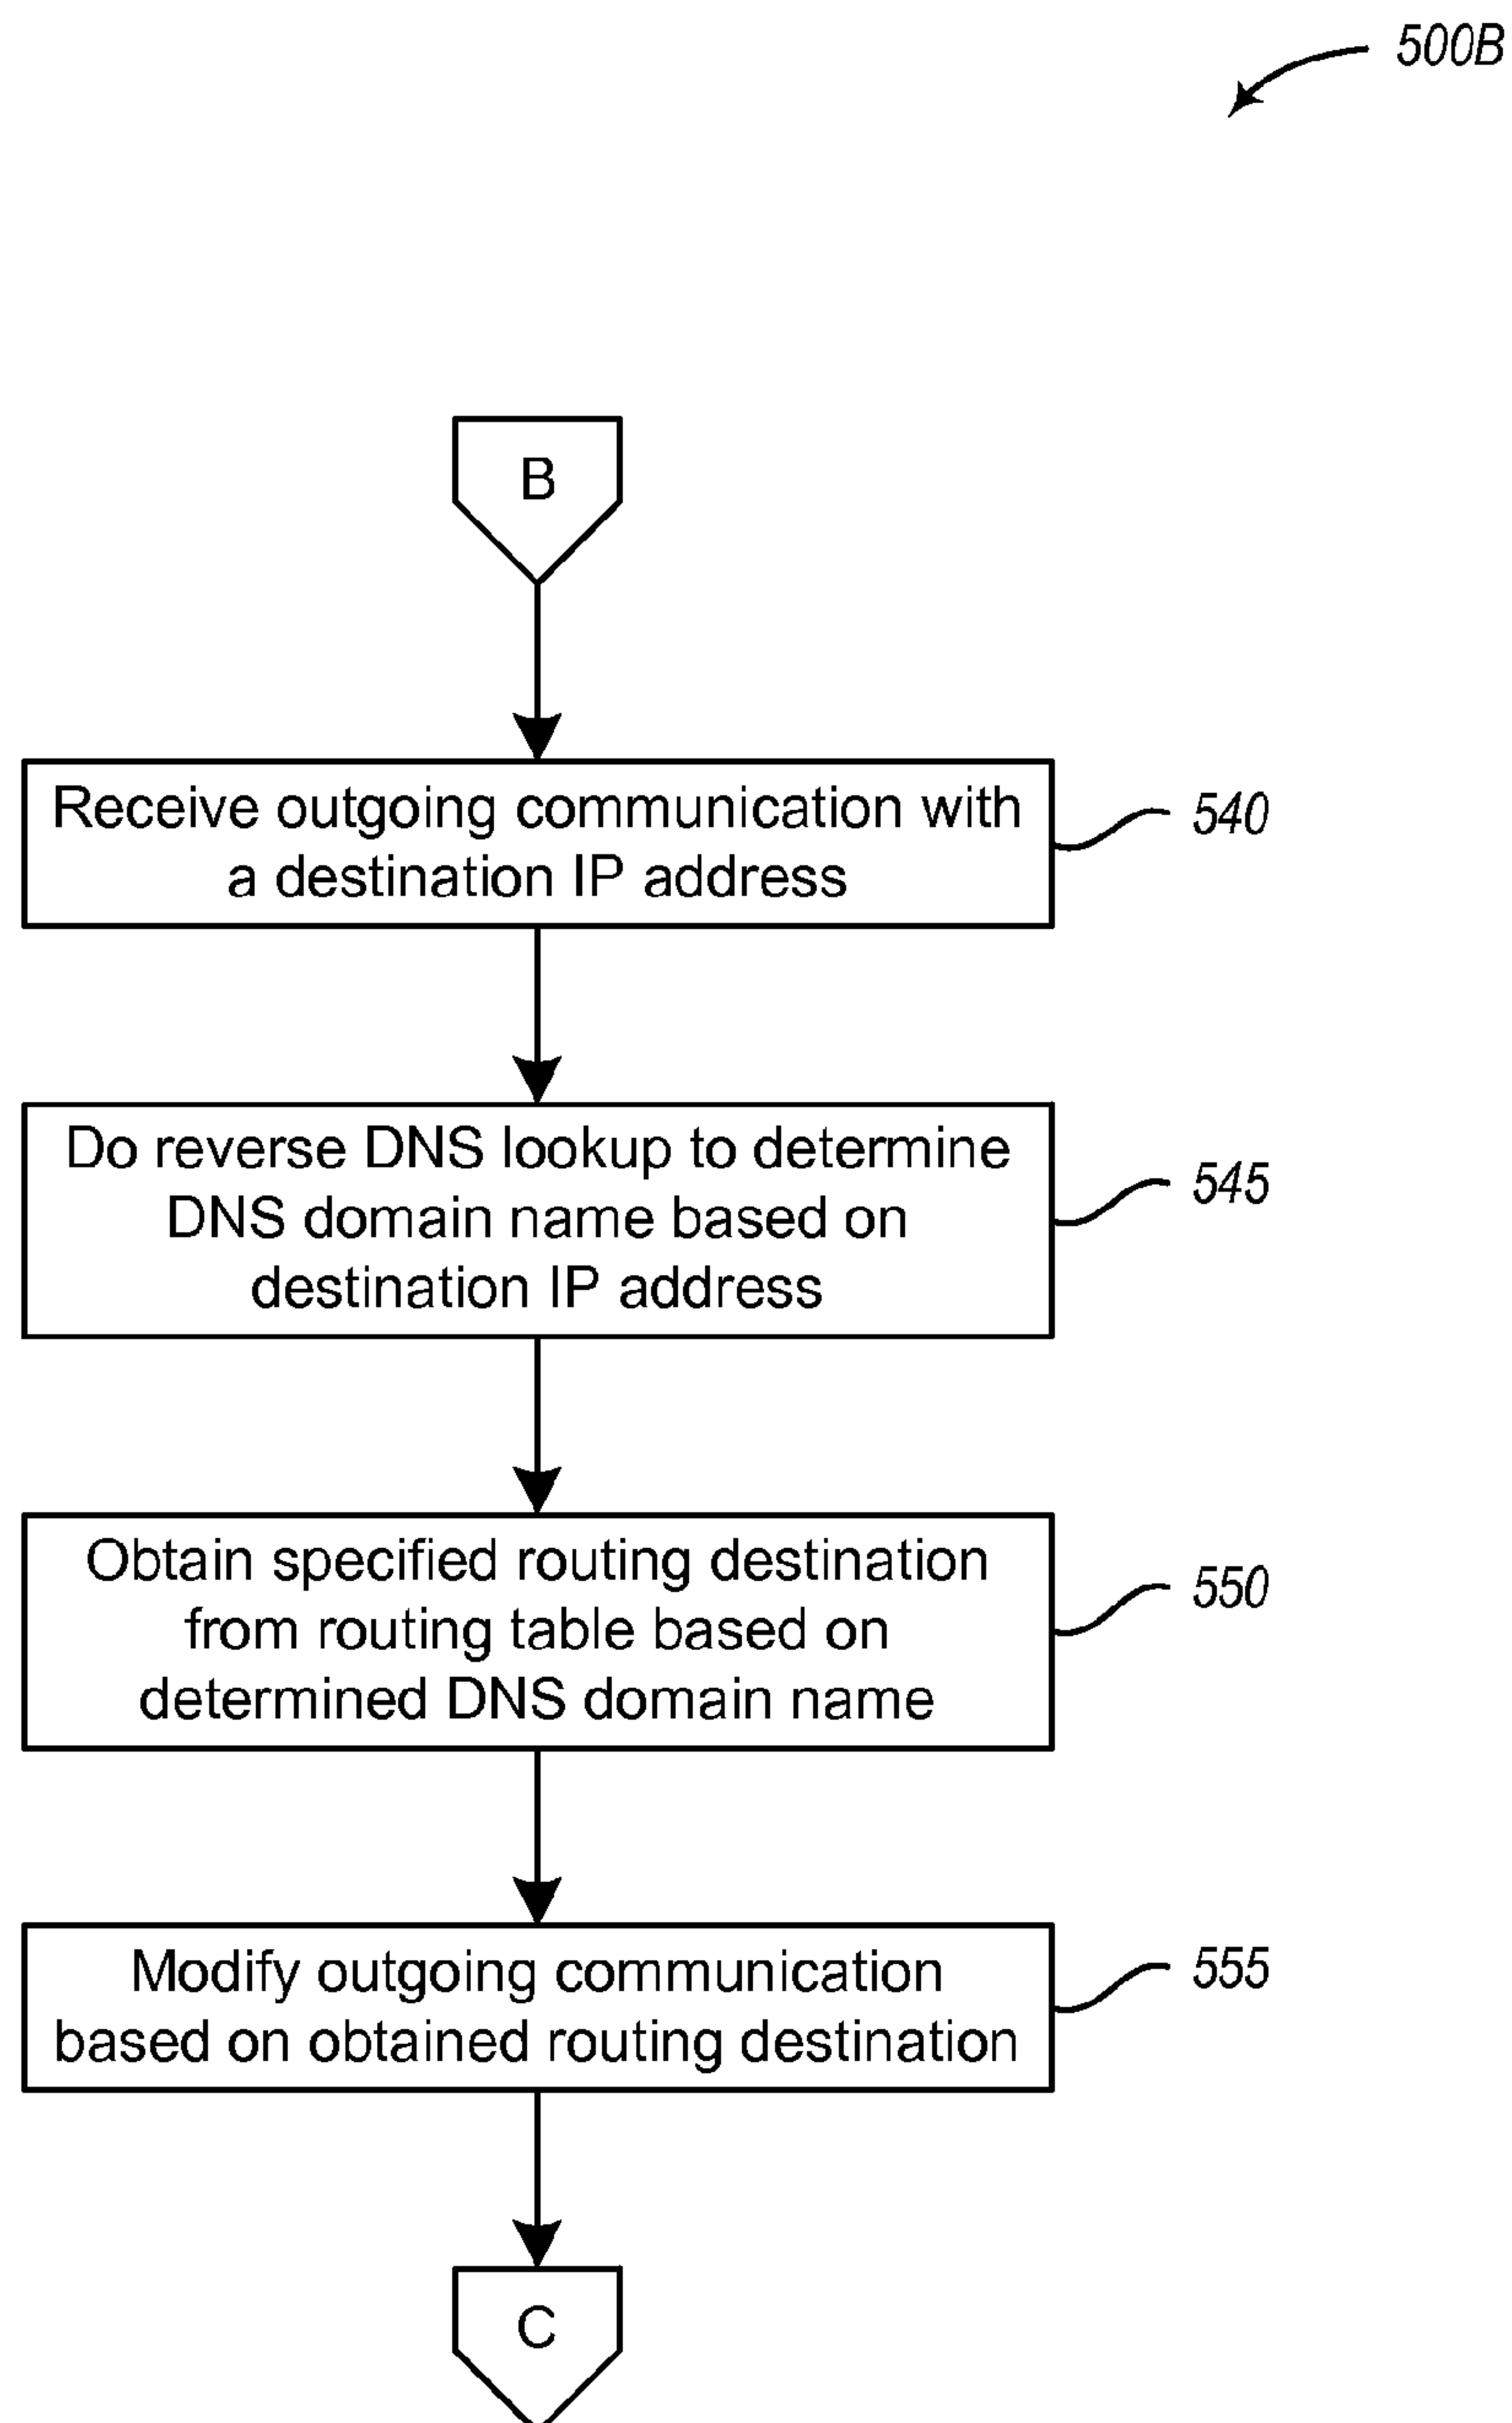 500B
B
Receive outgoing communication with
a destination IP address
540
Do reverse DNS lookup to determine
DNS domain name based on
destination IP address
545
Obtain specified routing destination
from routing table based on
determined DNS domain name
550
Modify outgoing communication
based on obtained routing destination
555
C